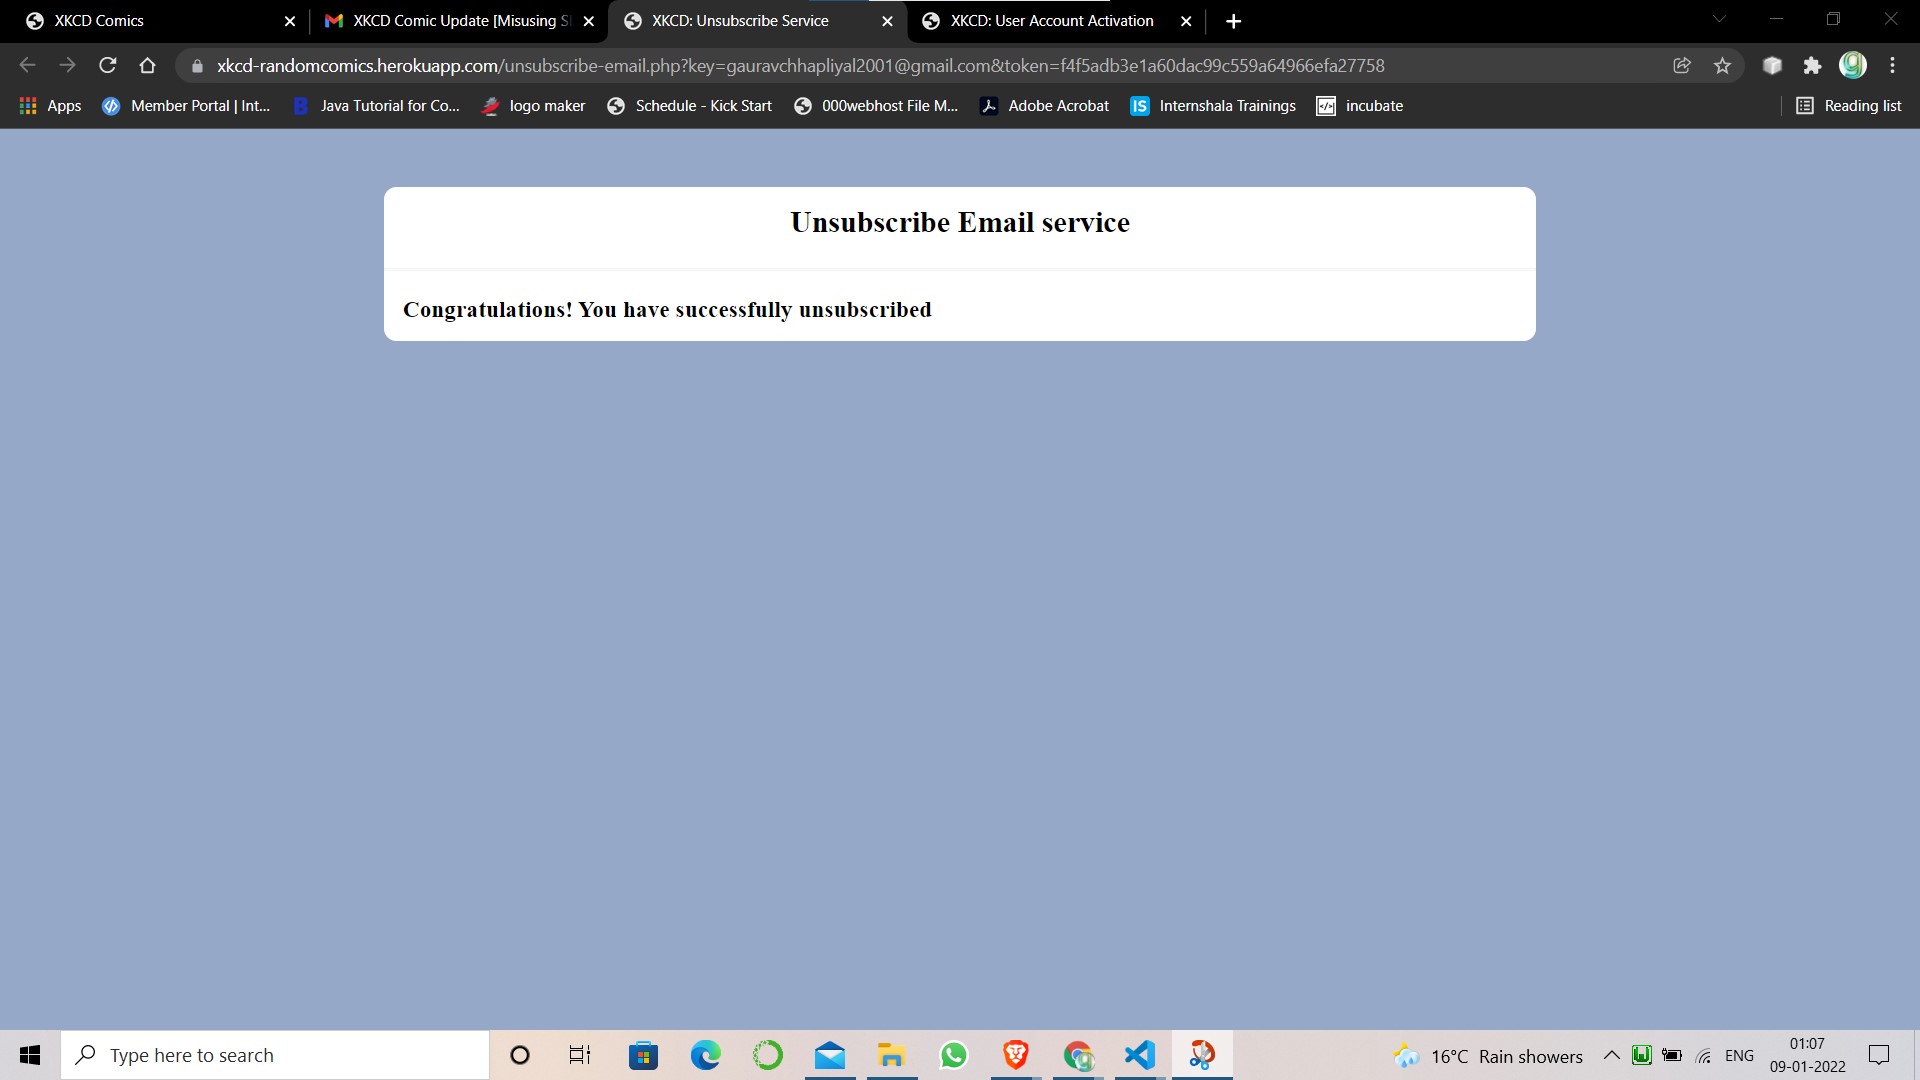 XKCD Comics
XKCD Comic Update [Misusing
XKCD: Unsubscribe Service
XKCD: User Account Activation
xkcd-randomcomics.herokuapp.com/unsubscribe-email.php?key=gauravchhapliyal2001@gmail.com&token=f4f5adb3e1a60dac99c559a64966efa27758
Apps
Member Portal | Int...
Java Tutorial for Co...
logo maker
Schedule - Kick Start
000webhost File M...
Adobe Acrobat
IS
Internshala Trainings
incubate
Reading list
Unsubscribe Email service
Congratulations! You have successfully unsubscribed
Type here to search
16°C Rain showers
ENG
01:07
09-01-2022